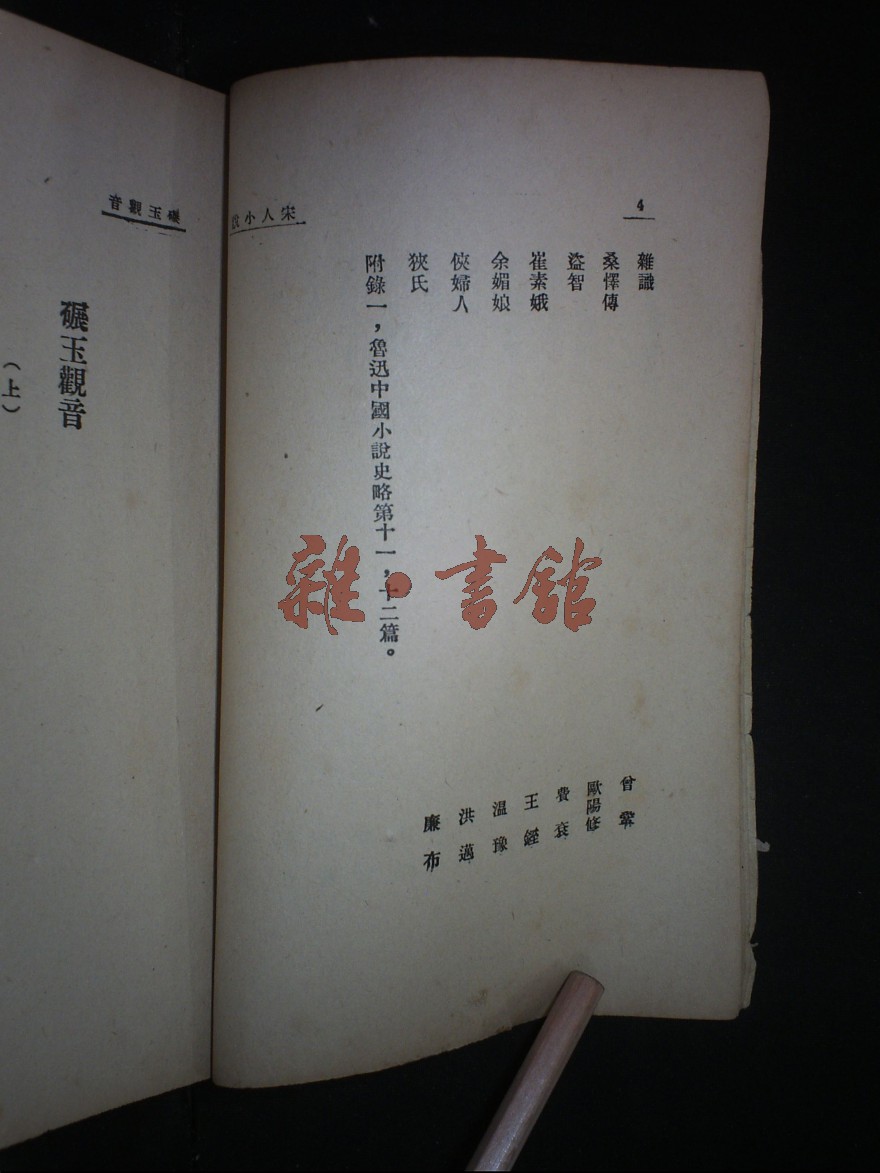 4
宋人小說
雜識 曾鞏
桑懌傳 歐陽修
盜智 費袞
崔素娥 王銍
余媚娘 溫豫
俠婦人 洪邁
狹氏 廉布
附錄一,魯迅中國小說史略第十一,十二篇。
碾玉觀音
碾玉觀音
(上)
雜·書館